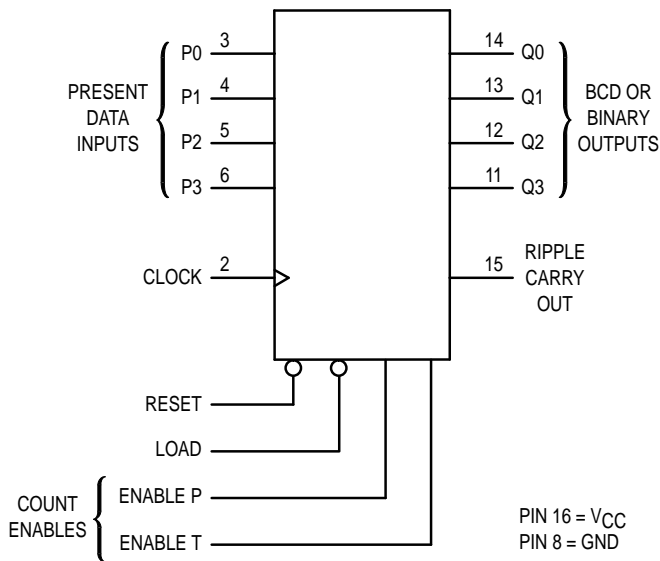 PRESENT
DATA
INPUTS
P0 3
P1 4
P2 5
P3 6
CLOCK 2
RESET
LOAD
COUNT
ENABLES
ENABLE P
ENABLE T
14 Q0
13 Q1
12 Q2
11 Q3
BCD OR
BINARY
OUTPUTS
15
RIPPLE
CARRY
OUT
PIN 16 = VCC
PIN 8 = GND